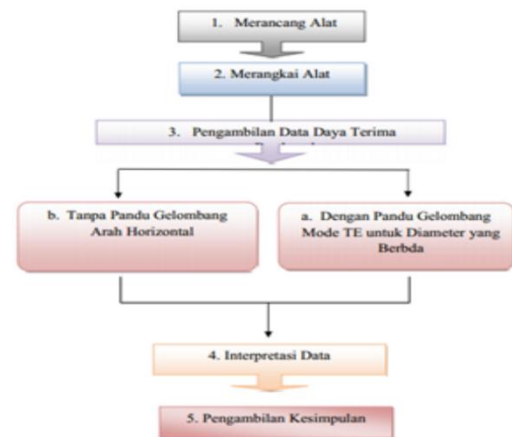 1. Merancang Alat
2. Merangkai Alat
3. Pengambilan Data Daya Terima
b. Tanpa Pandu Gelombang
Arah Horizontal
a. Dengan Pandu Gelombang
Mode TE untuk Diameter yang
Berbda
4. Interpretasi Data
5. Pengambilan Kesimpulan